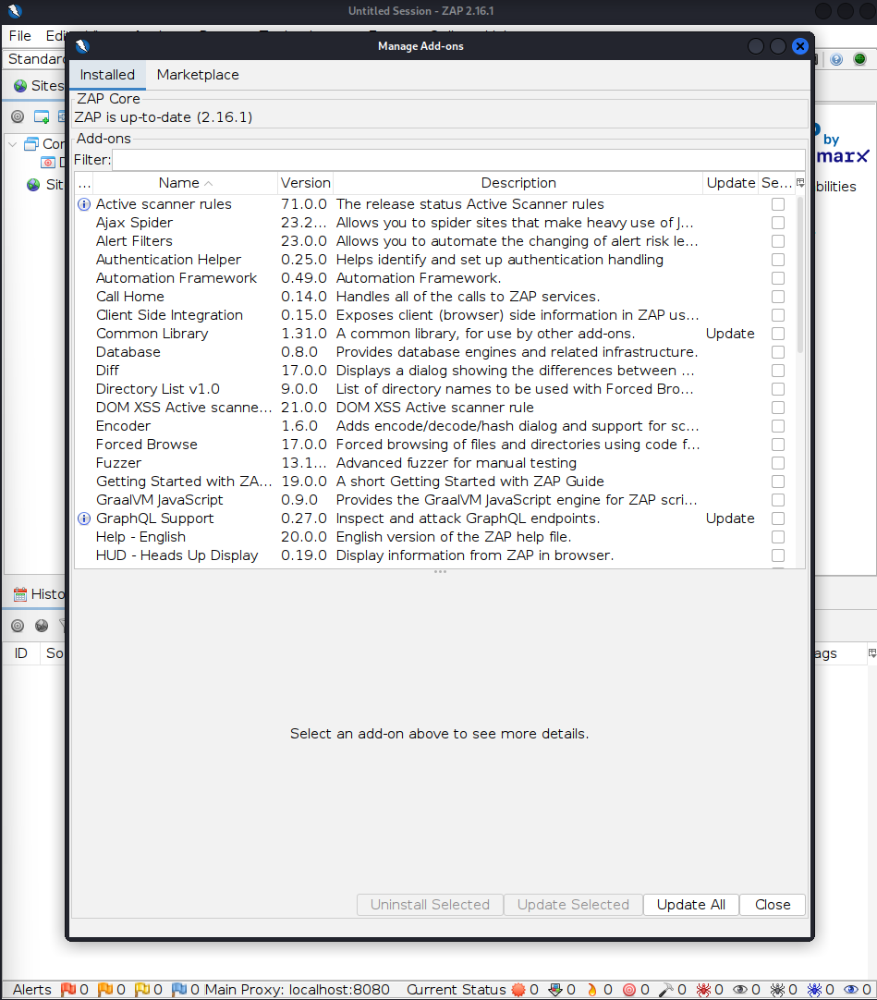 Untitled Session - ZAP 2.16.1
File
Manage Add-ons
Installed Marketplace
Sites
ZAP Core
ZAP is up-to-date (2.16.1)
Add-ons
by
Filter:
... Name Version Description Update Se...
bilities
Active scanner rules 71.0.0 The release status Active Scanner rules
Ajax Spider 23.2... Allows you to spider sites that make heavy use of J...
Alert Filters 23.0.0 Allows you to automate the changing of alert risk le...
Authentication Helper 0.25.0 Helps identify and set up authentication handling
Automation Framework 0.49.0 Automation Framework.
Call Home 0.14.0 Handles all of the calls to ZAP services.
Client Side Integration 0.15.0 Exposes client (browser) side information in ZAP us...
Common Library 1.31.0 A common library, for use by other add-ons. Update
Database 0.8.0 Provides database engines and related infrastructure.
Diff 17.0.0 Displays a dialog showing the differences between ...
Directory List v1.0 9.0.0 List of directory names to be used with Forced Bro...
DOM XSS Active scanne... 21.0.0 DOM XSS Active scanner rule
Encoder 1.6.0 Adds encode/decode/hash dialog and support for sc...
Forced Browse 17.0.0 Forced browsing of files and directories using code f...
Fuzzer 13.1... Advanced fuzzer for manual testing
Getting Started with ZA... 19.0.0 A short Getting Started with ZAP Guide
GraalVM JavaScript 0.9.0 Provides the GraalVM JavaScript engine for ZAP scri...
GraphQL Support 0.27.0 Inspect and attack GraphQL endpoints. Update
Help - English 20.0.0 English version of the ZAP help file.
HUD - Heads Up Display 0.19.0 Display information from ZAP in browser.
Histo
ID So ags
Select an add-on above to see more details.
Uninstall Selected Update Selected Update All Close
Alerts 0 0 0 0 Main Proxy: localhost:8080 Current Status 0 0 0 0 0 0 0 0 0 0